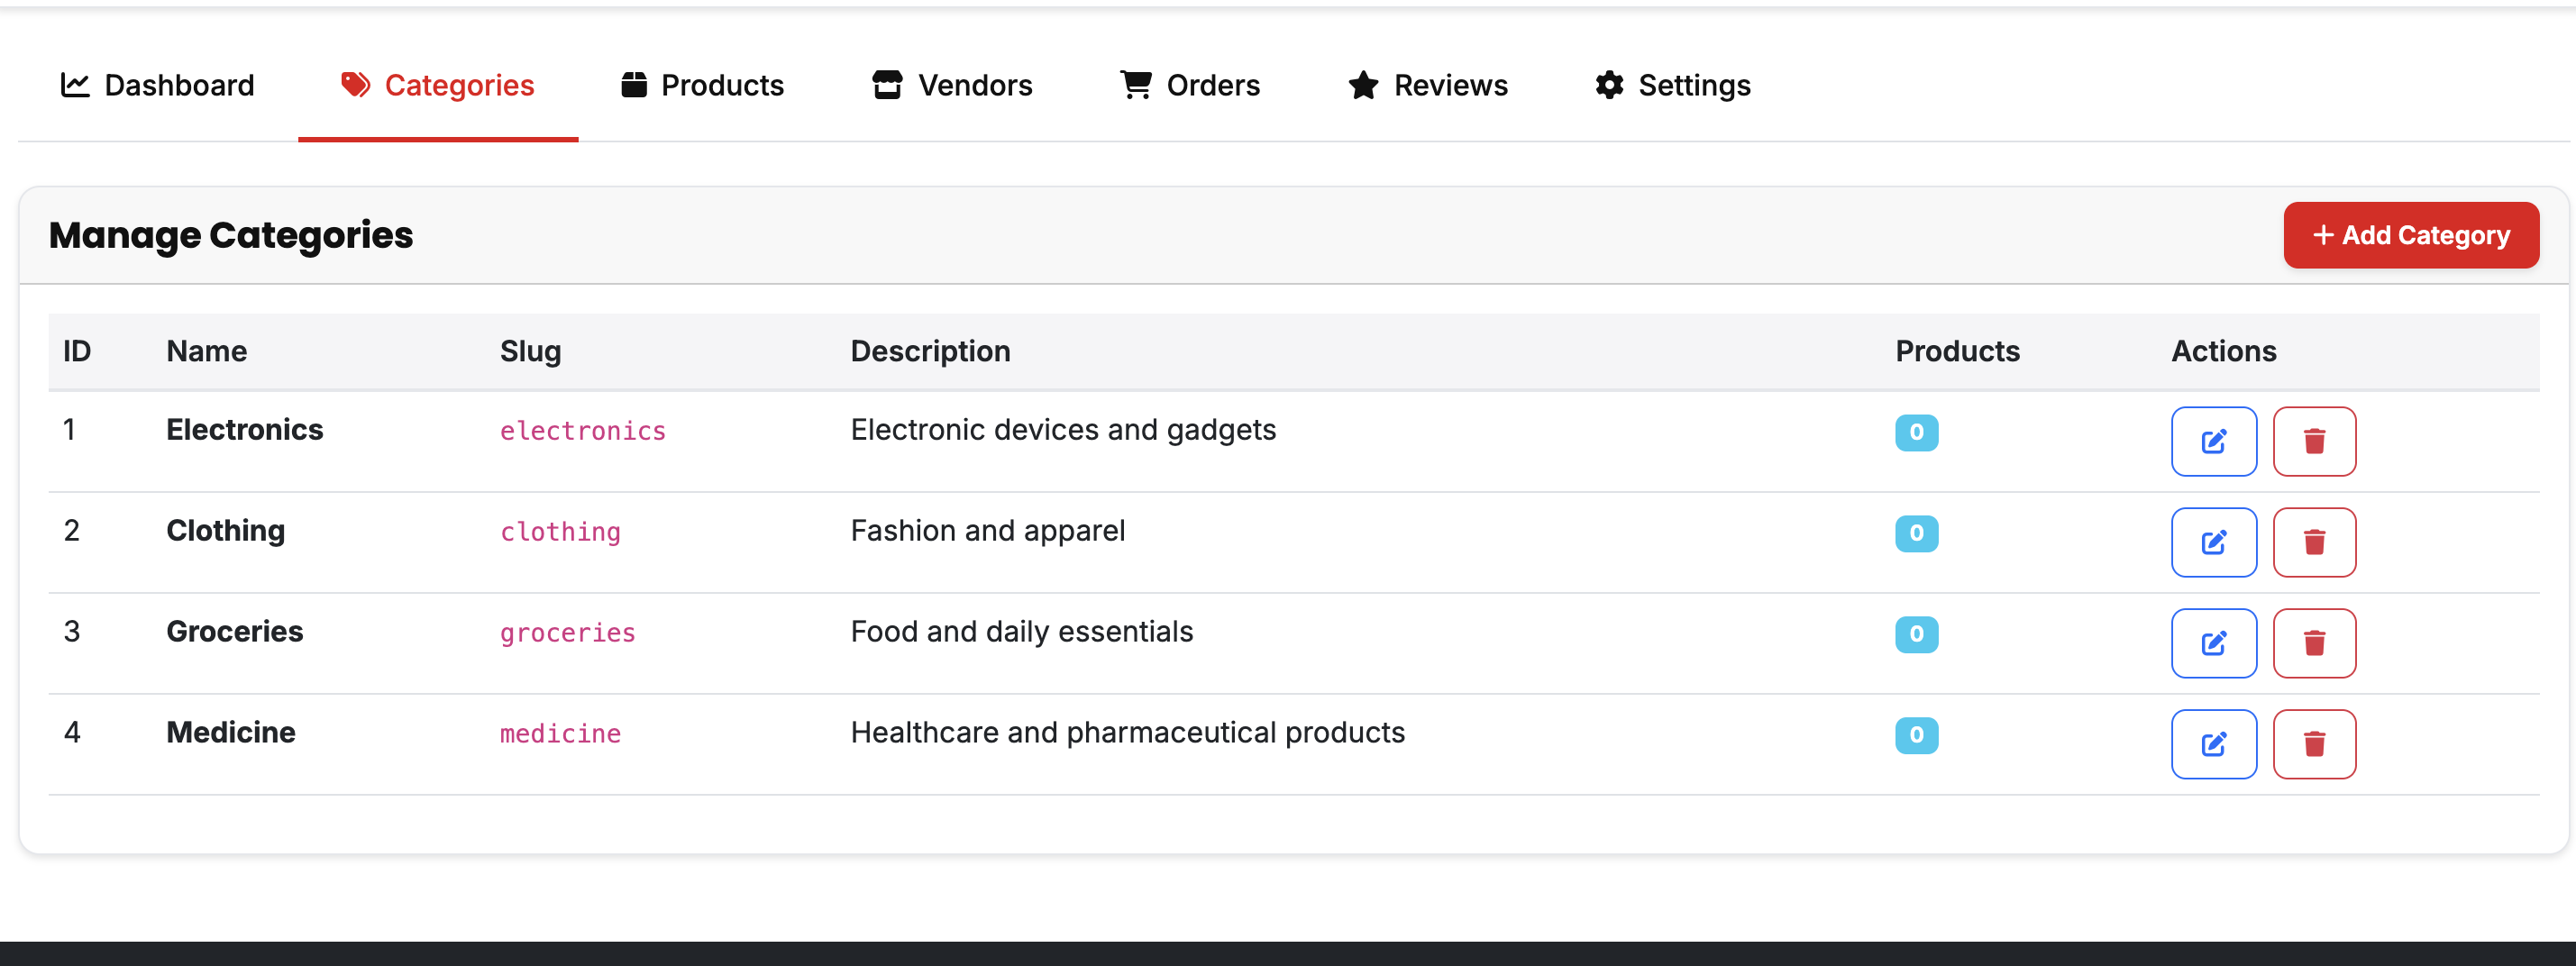 Dashboard Categories Products Vendors Orders Reviews Settings
Manage Categories + Add Category
ID Name Slug Description Products Actions
1 Electronics electronics Electronic devices and gadgets 0
2 Clothing clothing Fashion and apparel 0
3 Groceries groceries Food and daily essentials 0
4 Medicine medicine Healthcare and pharmaceutical products 0